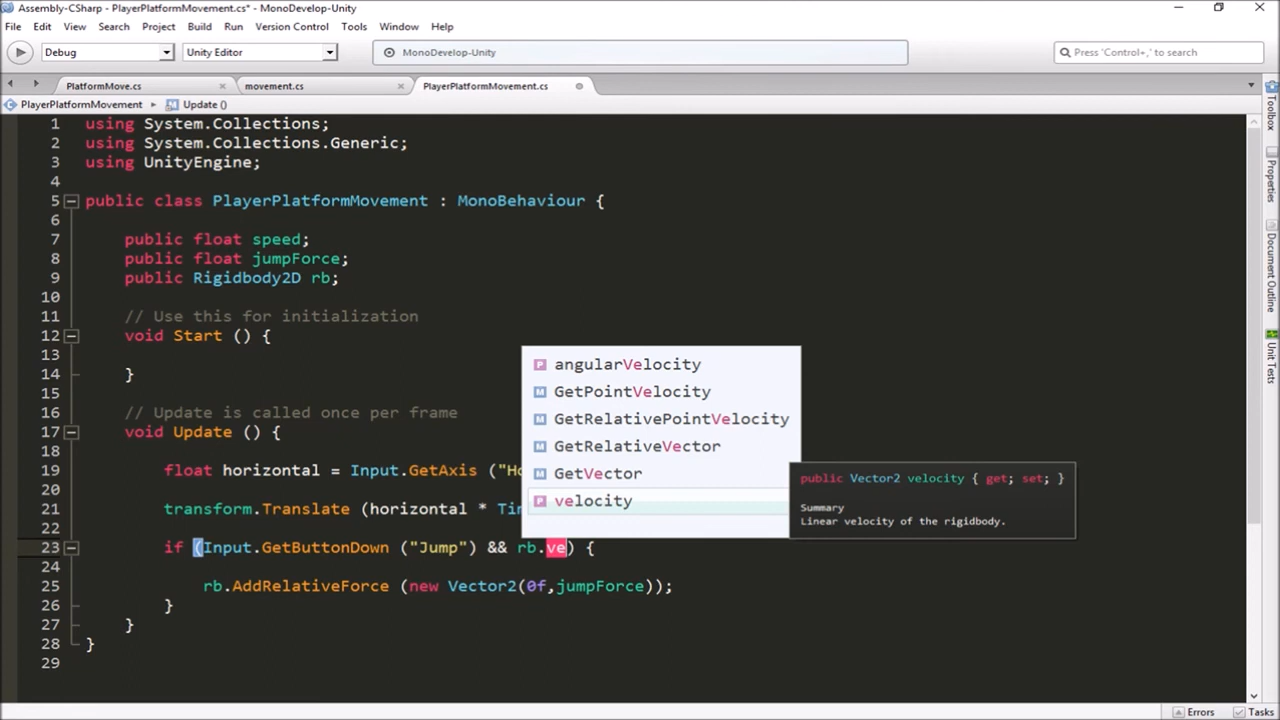 Assembly-CSharp - PlayerPlatformMovement.cs* - MonoDevelop-Unity
File Edit View Search Project Build Run Version Control Tools Window Help
Debug Unity Editor MonoDevelop-Unity Press 'Control+,' to search
PlatformMove.cs movement.cs PlayerPlatformMovement.cs
PlayerPlatformMovement Update ()
1 using System.Collections;
2 using System.Collections.Generic;
3 using UnityEngine;
4
5 public class PlayerPlatformMovement : MonoBehaviour {
6
7 public float speed;
8 public float jumpForce;
9 public Rigidbody2D rb;
10
11 // Use this for initialization
12 void Start () {
13
14 }
15
16 // Update is called once per frame
17 void Update () {
18
19 float horizontal = Input.GetAxis ("Ho
20
21 transform.Translate (horizontal * Tim
22
23 if (Input.GetButtonDown ("Jump") && rb.ve) {
24
25 rb.AddRelativeForce (new Vector2(0f,jumpForce));
26 }
27 }
28 }
29
angularVelocity
GetPointVelocity
GetRelativePointVelocity
GetRelativeVector
GetVector
velocity
public Vector2 velocity { get; set; }
Summary
Linear velocity of the rigidbody.
Toolbox
Properties
Document Outline
Unit Tests
Errors Tasks